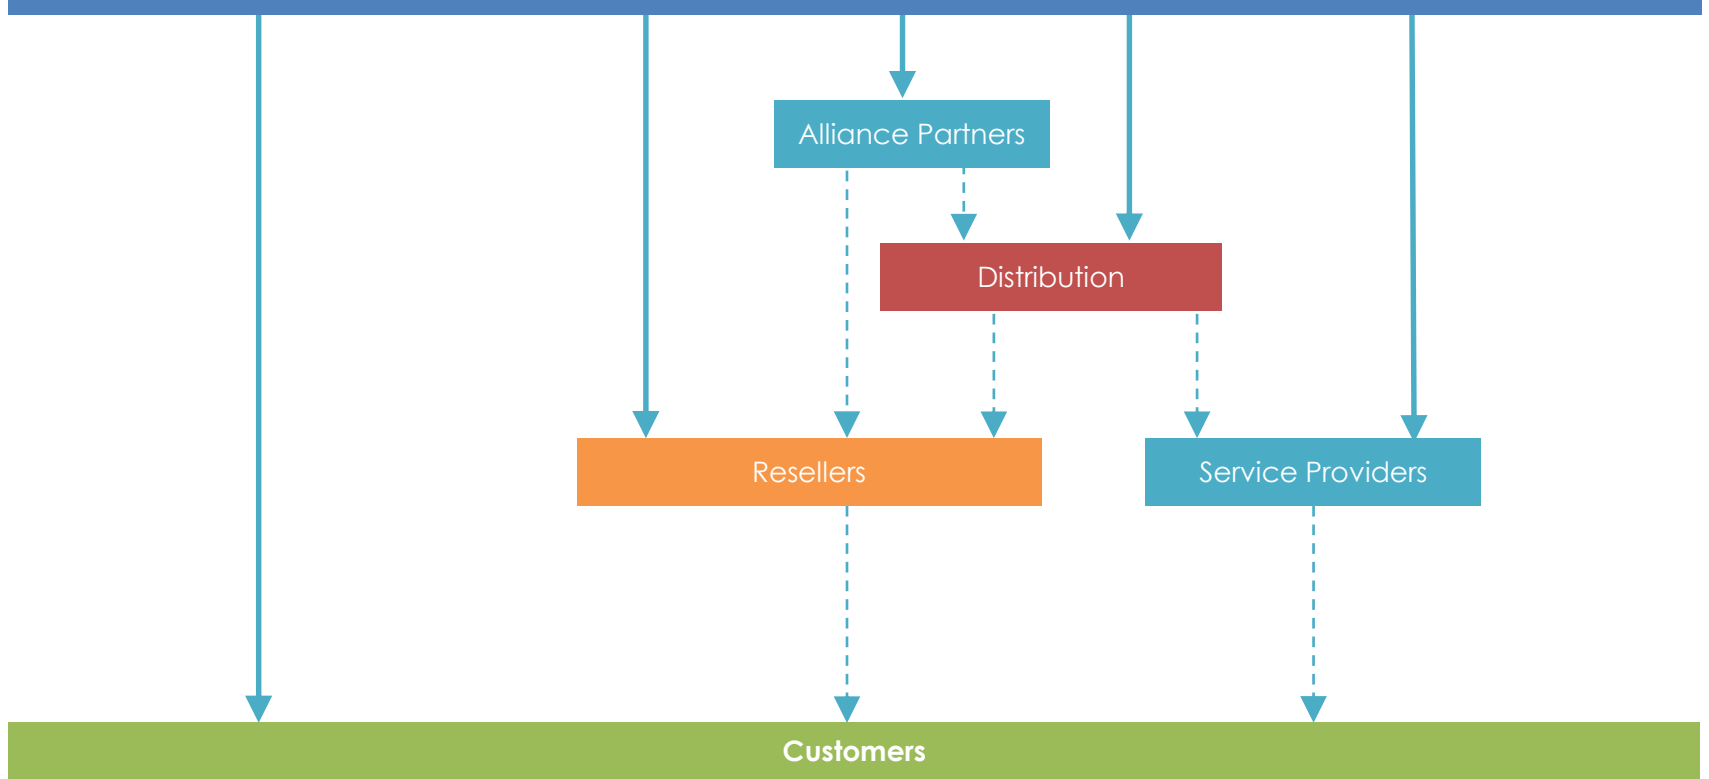 Alliance Partners
Distribution
Resellers
Service Providers
Customers